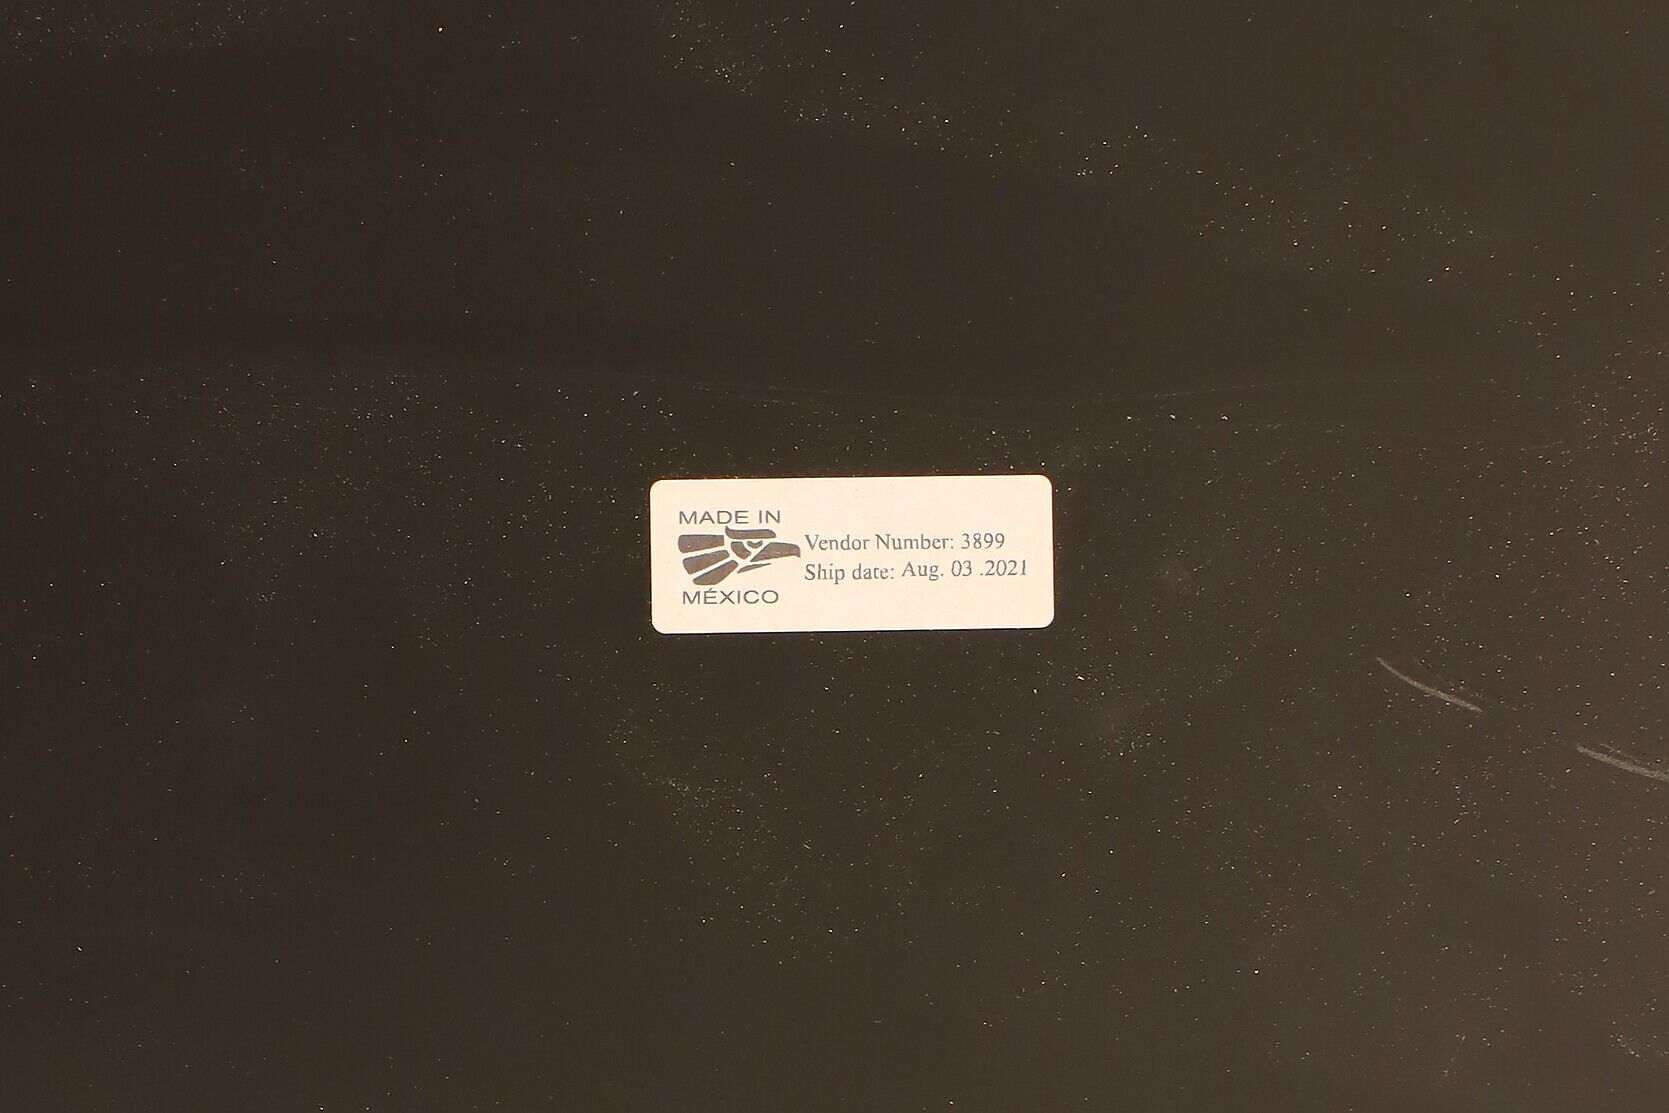 MADE IN
MÉXICO
Vendor Number: 3899
Ship date: Aug. 03 .2021